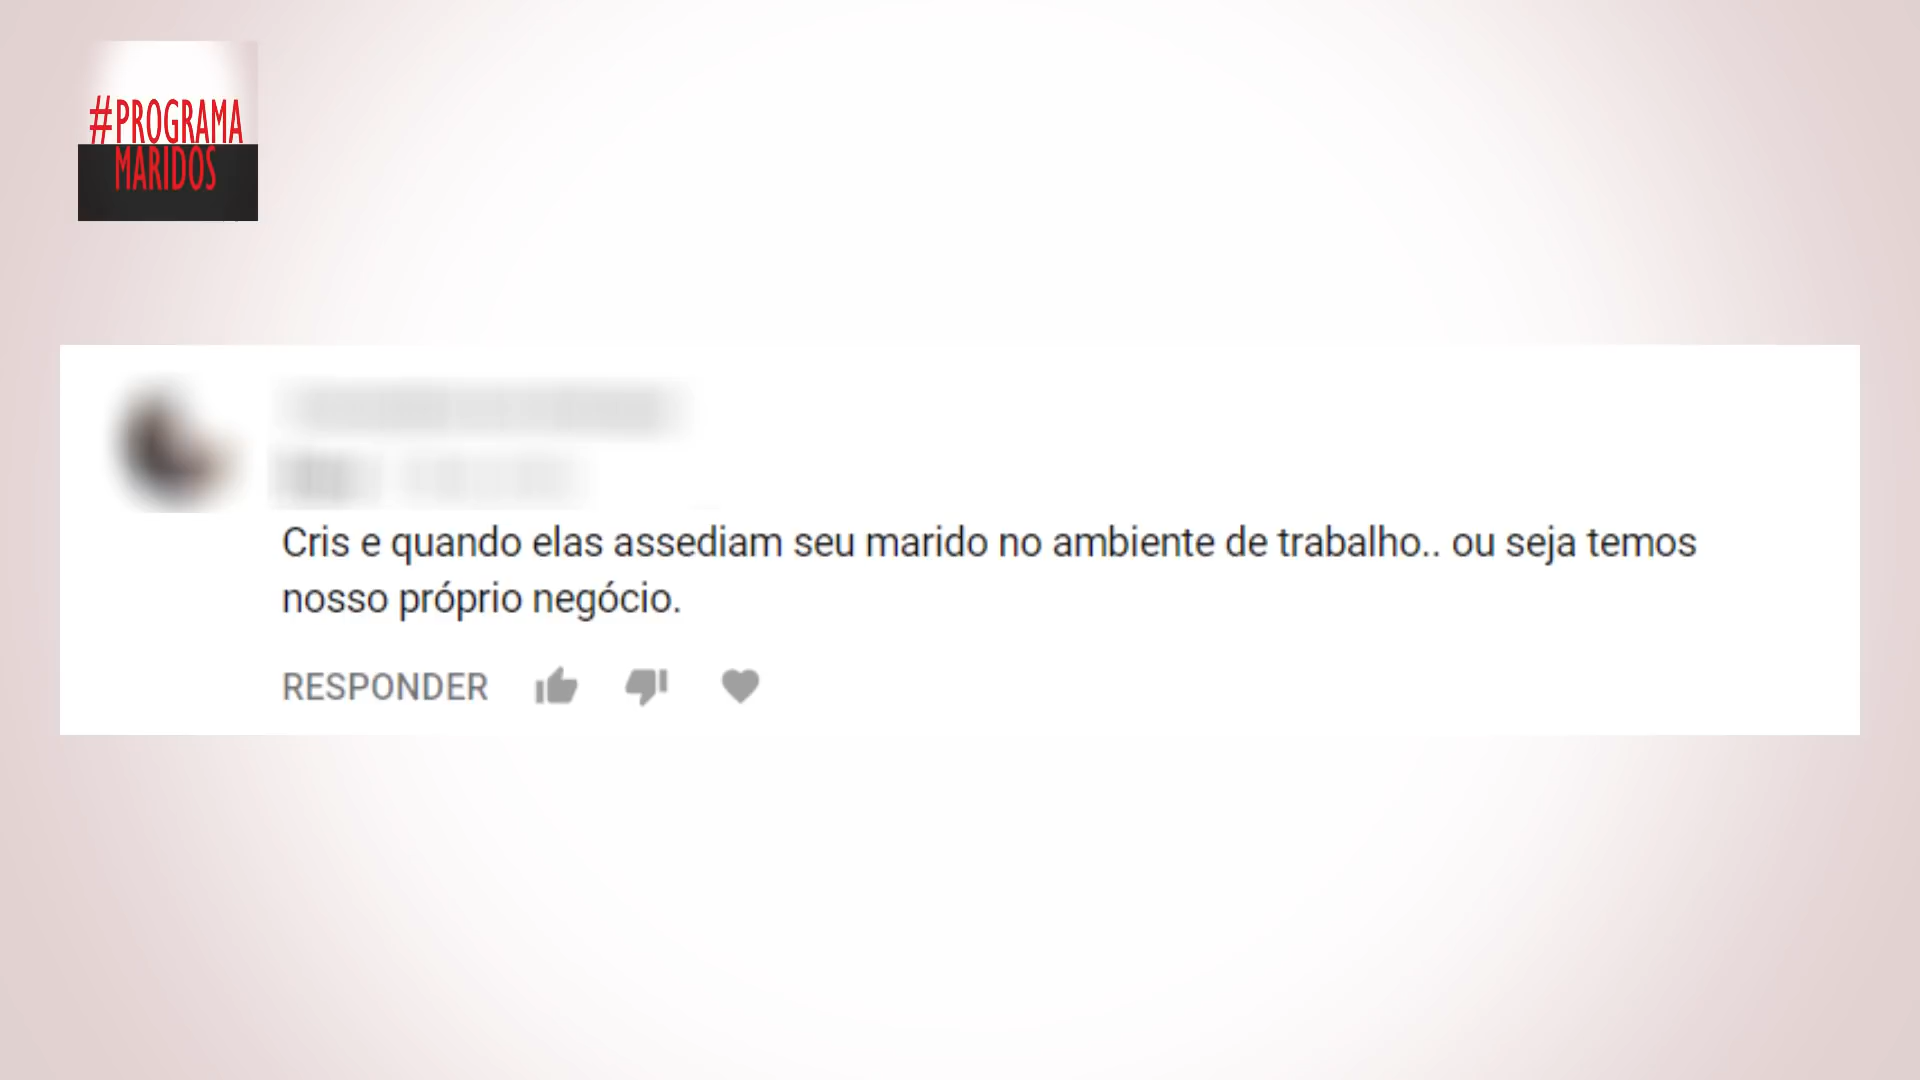 #PROGRAMA
MARIDOS
Cris e quando elas assediam seu marido no ambiente de trabalho.. ou seja temos
nosso próprio negócio.
RESPONDER